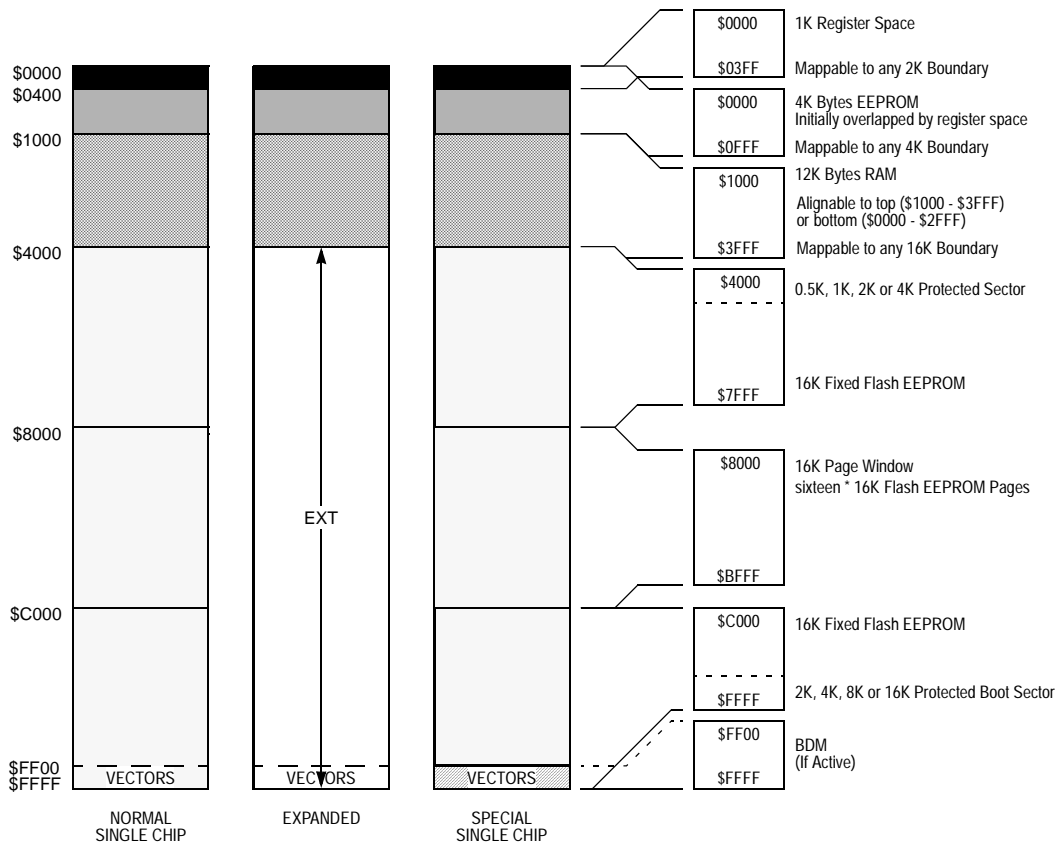 $0000
$0400
$1000
$4000
$8000
$C000
$FF00
$FFFF
VECTORS
NORMAL
SINGLE CHIP
EXT
VECTORS
EXPANDED
VECTORS
SPECIAL
SINGLE CHIP
$0000
1K Register Space
$03FF
Mappable to any 2K Boundary
$0000
4K Bytes EEPROM
Initially overlapped by register space
$0FFF
Mappable to any 4K Boundary
$1000
12K Bytes RAM
Alignable to top ($1000 - $3FFF)
or bottom ($0000 - $2FFF)
$3FFF
Mappable to any 16K Boundary
$4000
0.5K, 1K, 2K or 4K Protected Sector
$7FFF
16K Fixed Flash EEPROM
$8000
16K Page Window
sixteen * 16K Flash EEPROM Pages
$BFFF
$C000
16K Fixed Flash EEPROM
$FFFF
2K, 4K, 8K or 16K Protected Boot Sector
$FF00
BDM
(If Active)
$FFFF